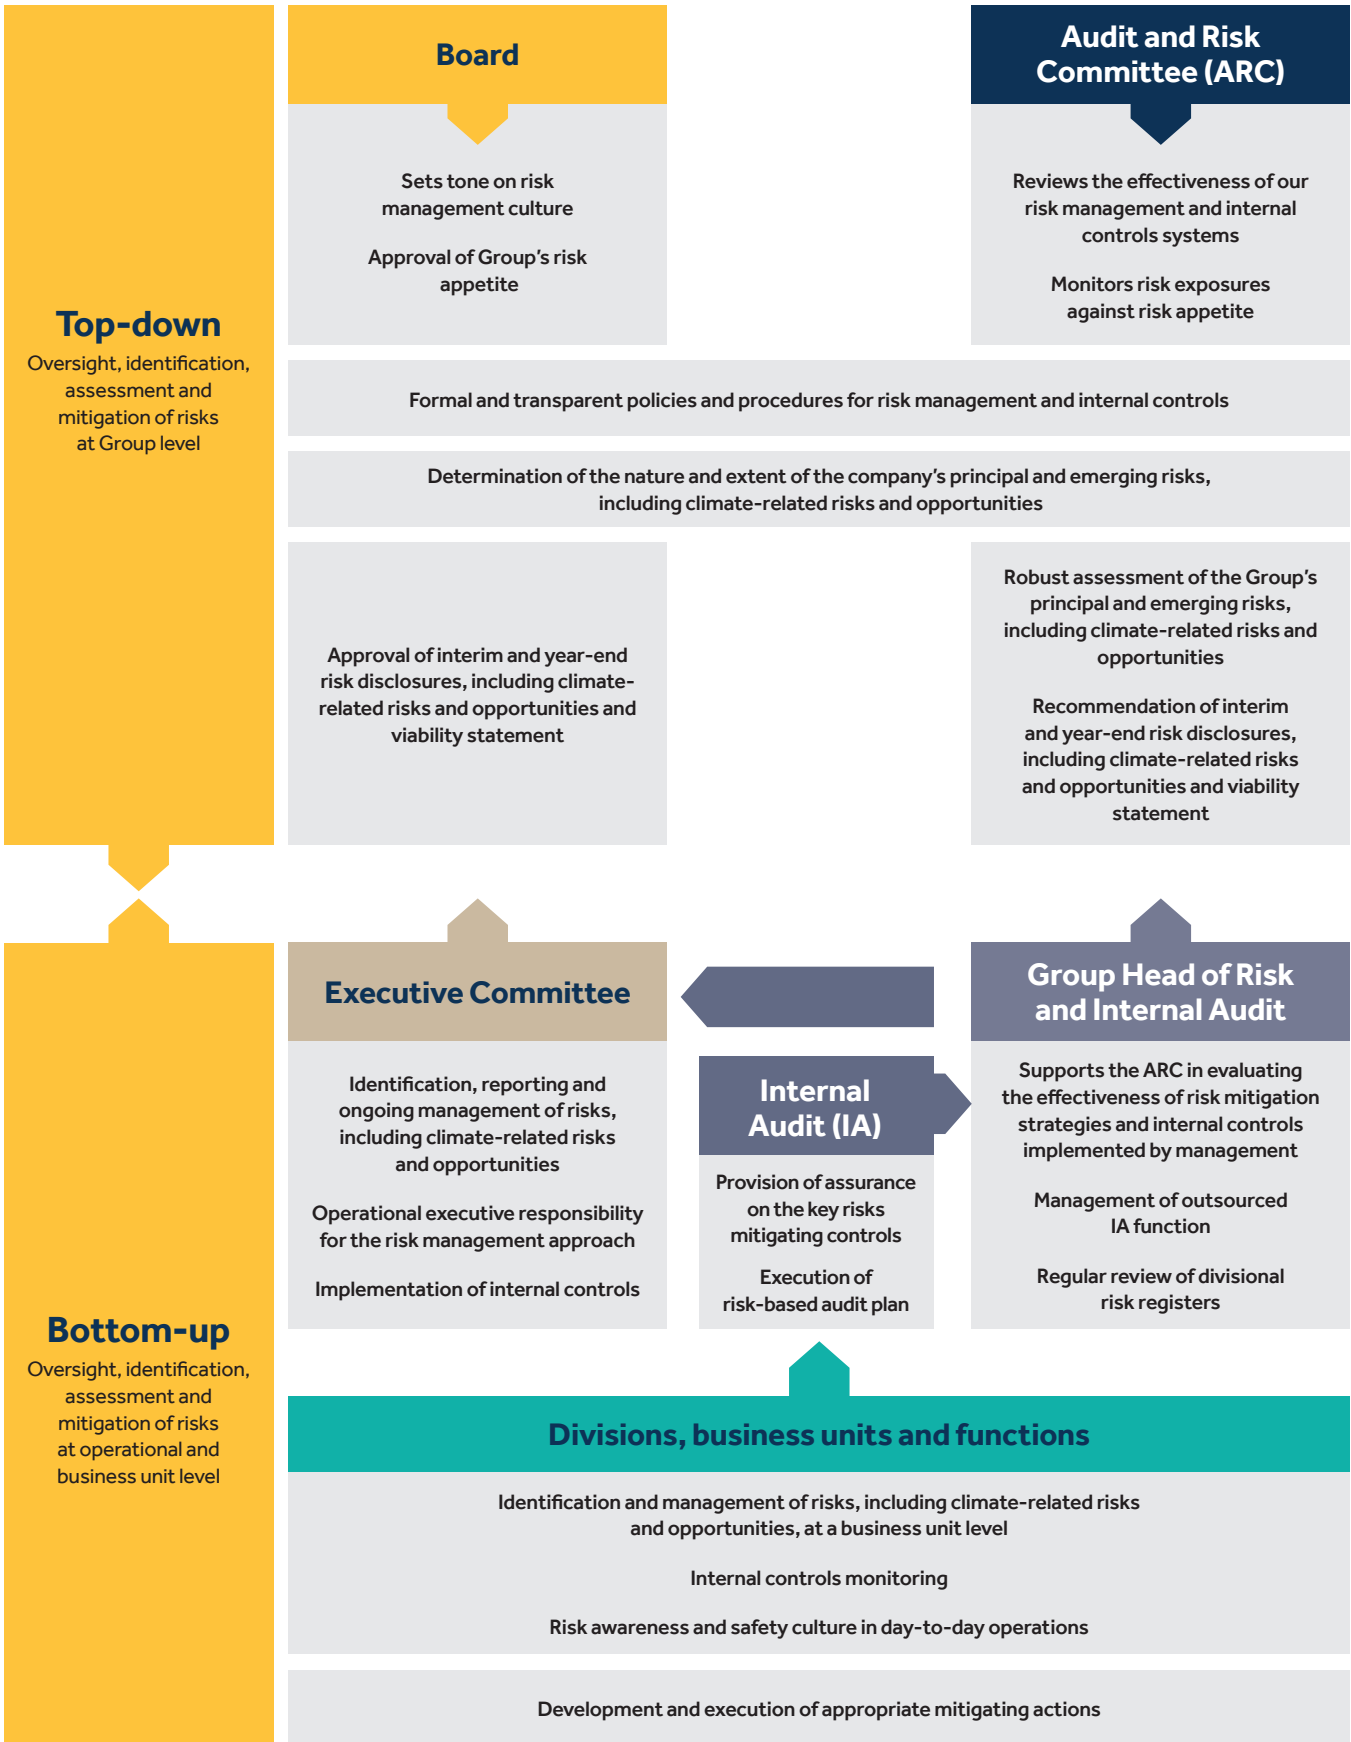 Top-down
Oversight, identification,
assessment and
mitigation of risks
at Group level
Board
Sets tone on risk
management culture
Approval of Group's risk
appetite
Audit and Risk
Committee (ARC)
Reviews the effectiveness of our
risk management and internal
controls systems
Monitors risk exposures
against risk appetite
Formal and transparent policies and procedures for risk management and internal controls
Determination of the nature and extent of the company's principal and emerging risks,
including climate-related risks and opportunities
Approval of interim and year-end
risk disclosures, including climate-
related risks and opportunities and
viability statement
Robust assessment of the Group's
principal and emerging risks,
including climate-related risks and
opportunities
Recommendation of interim
and year-end risk disclosures,
including climate-related risks
and opportunities and viability
statement
Bottom-up
Oversight, identification,
assessment and
mitigation of risks
at operational and
business unit level
Executive Committee
Identification, reporting and
ongoing management of risks,
including climate-related risks
and opportunities
Operational executive responsibility
for the risk management approach
Implementation of internal controls
Internal
Audit (IA)
Provision of assurance
on the key risks
mitigating controls
Execution of
risk-based audit plan
Group Head of Risk
and Internal Audit
Supports the ARC in evaluating
the effectiveness of risk mitigation
strategies and internal controls
implemented by management
Management of outsourced
IA function
Regular review of divisional
risk registers
Divisions, business units and functions
Identification and management of risks, including climate-related risks
and opportunities, at a business unit level
Internal controls monitoring
Risk awareness and safety culture in day-to-day operations
Development and execution of appropriate mitigating actions